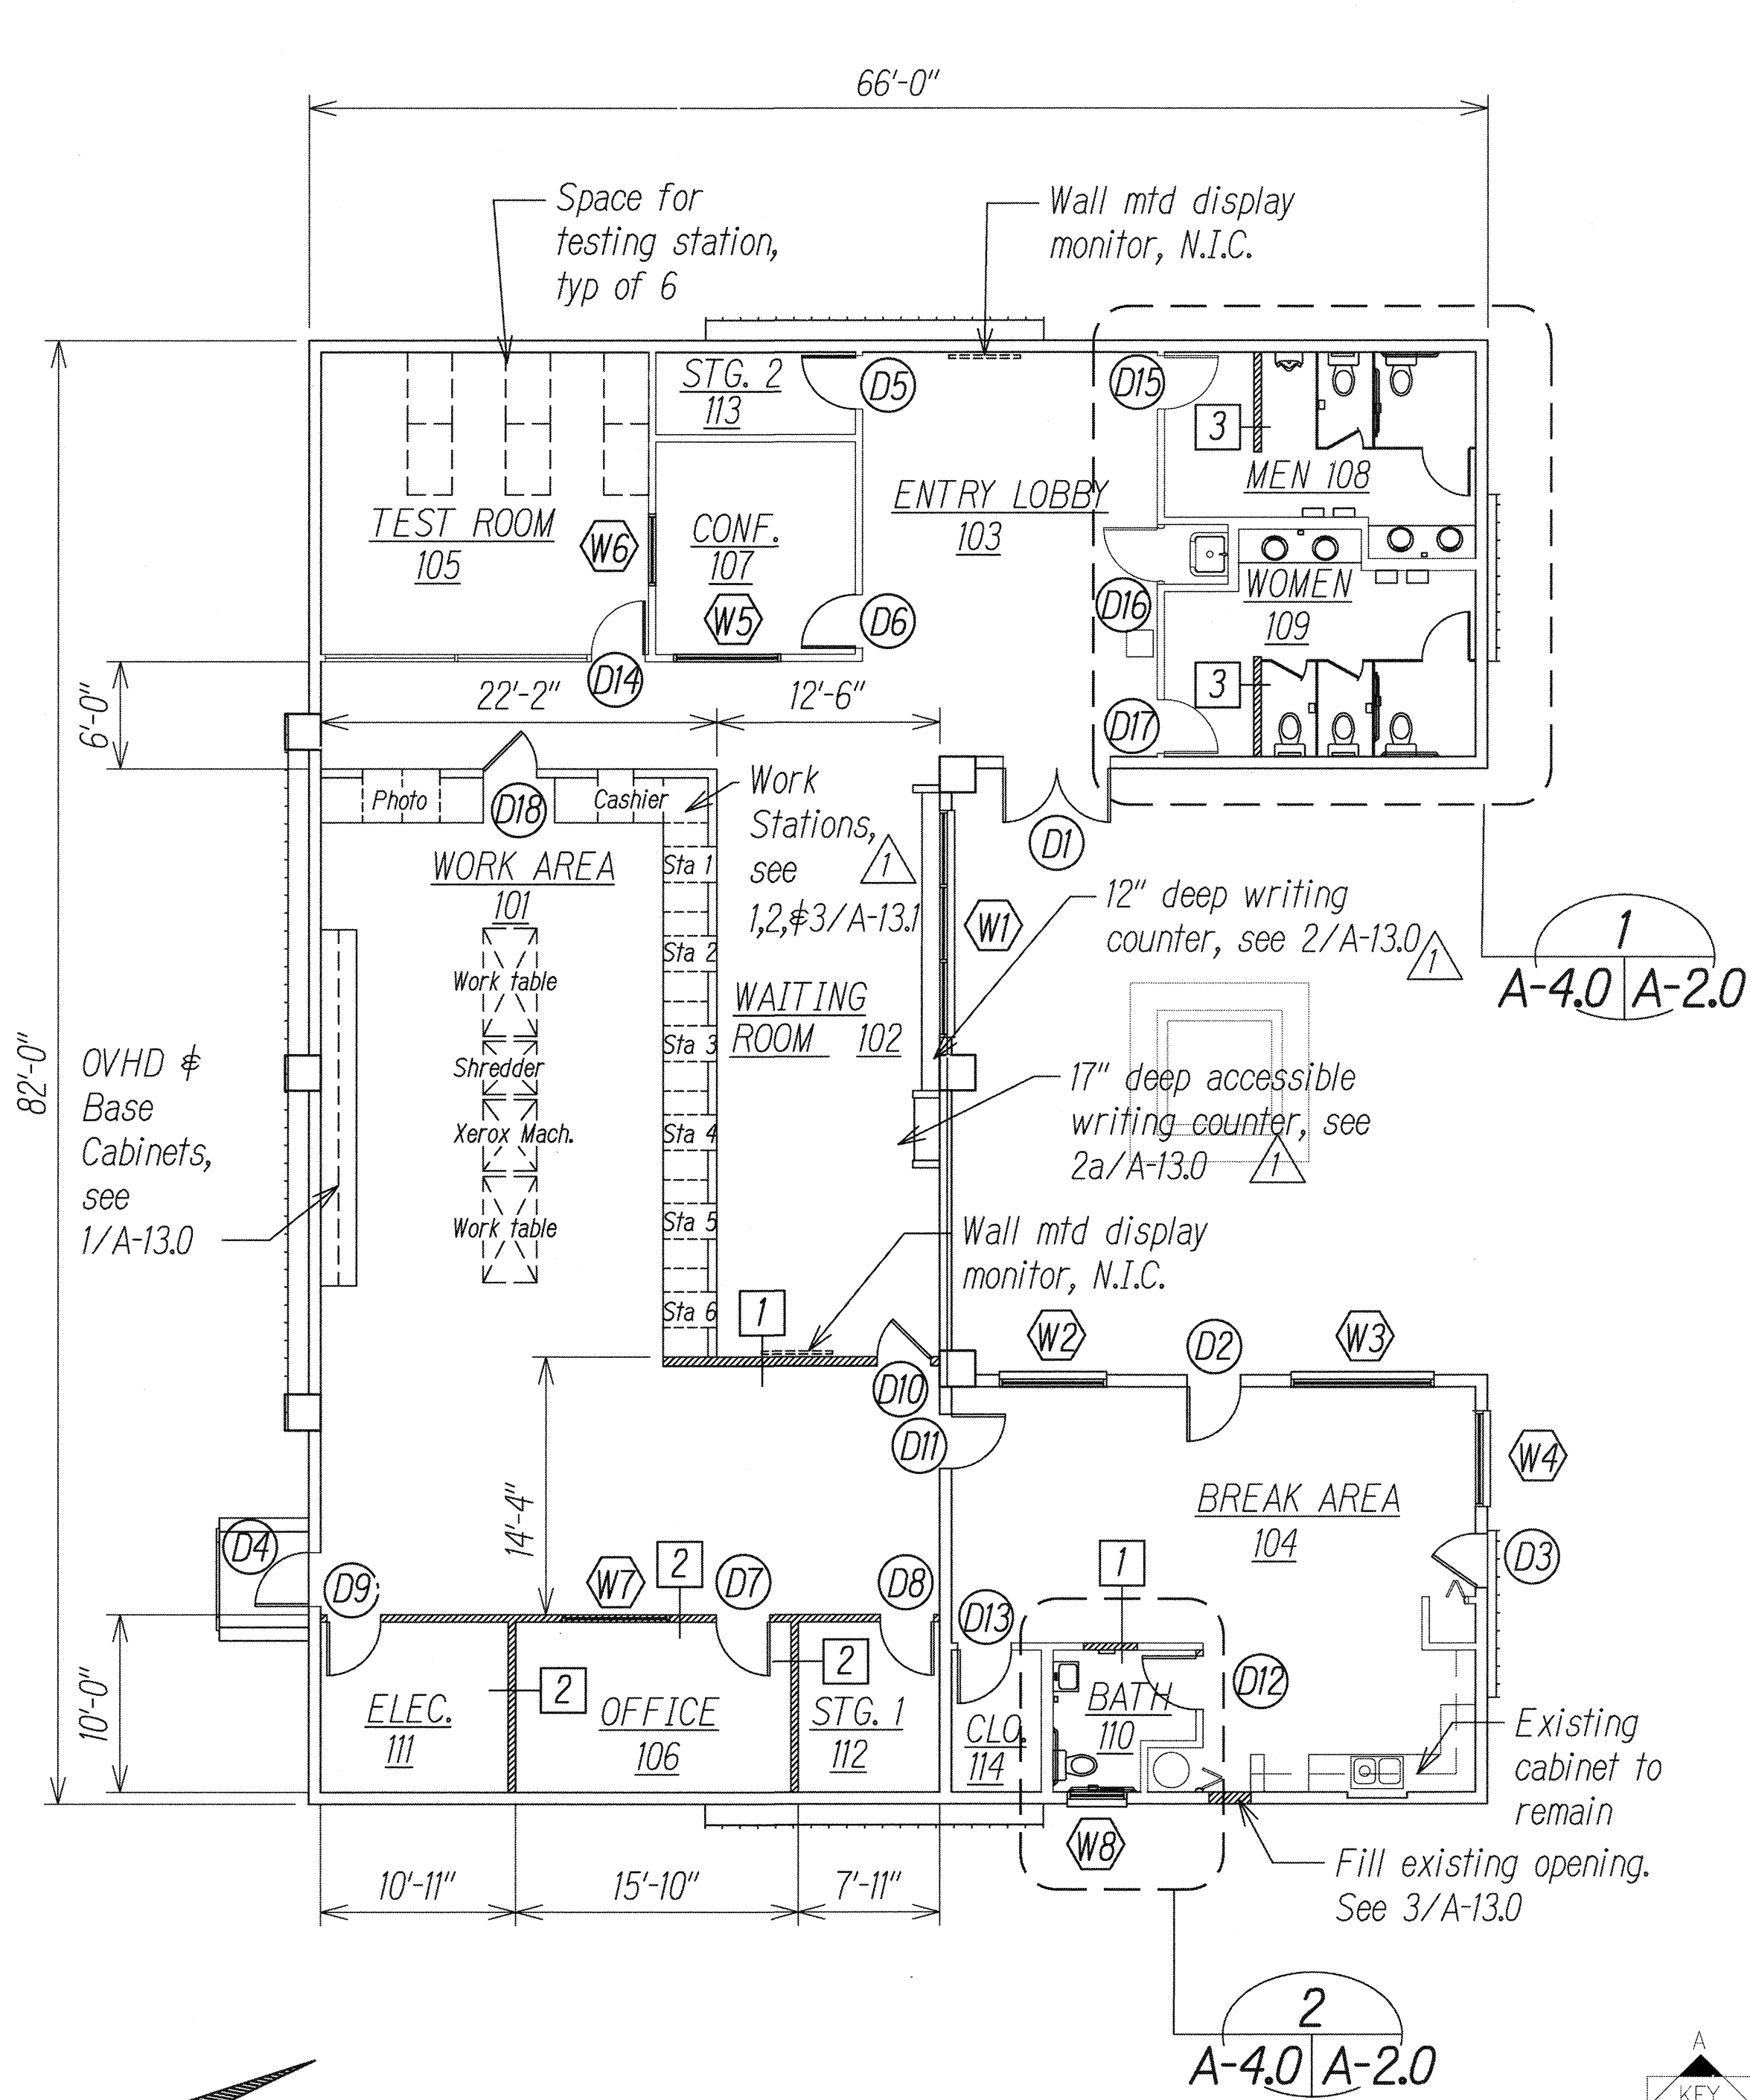 66'-0"
Space for
testing station,
typ of 6
Wall mtd display
monitor, N.I.C.
STG. 2
113
D5
D15
3
MEN 108
TEST ROOM
105
W6
CONF.
107
W5
D6
ENTRY LOBBY
103
D16
WOMEN
109
3
D17
D14
22'-2"
12'-6"
6'-0"
82'-0"
Photo
D18
Cashier
Work
Stations,
see
1,2,&3/A-13.1
1
D1
WORK AREA
101
Sta 1
Sta 2
Sta 3
Sta 4
Sta 5
Sta 6
Work table
Shredder
Xerox Mach.
Work table
WAITING
ROOM 102
W1
12" deep writing
counter, see 2/A-13.0
1
1
A-4.0 A-2.0
17" deep accessible
writing counter, see
2a/A-13.0
1
OVHD &
Base
Cabinets,
see
1/A-13.0
Wall mtd display
monitor, N.I.C.
1
W2
D2
W3
D10
D11
W4
BREAK AREA
104
14'-4"
D4
D9
W7
2
D7
D8
D13
1
D3
D12
10'-0"
ELEC.
111
2
OFFICE
106
2
STG. 1
112
CLO.
114
BATH
110
W8
Existing
cabinet to
remain
Fill existing opening.
See 3/A-13.0
10'-11"
15'-10"
7'-11"
2
A-4.0 A-2.0
A
KEY